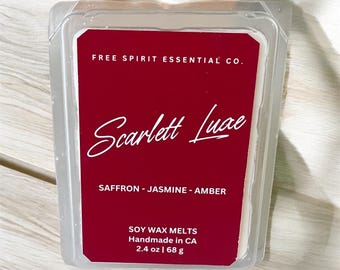 FREE SPIRIT ESSENTIAL CO.
Scarlett Luxe
SAFFRON - JASMINE - AMBER
SOY WAX MELTS
Handmade in CA
2.4 oz | 68 g